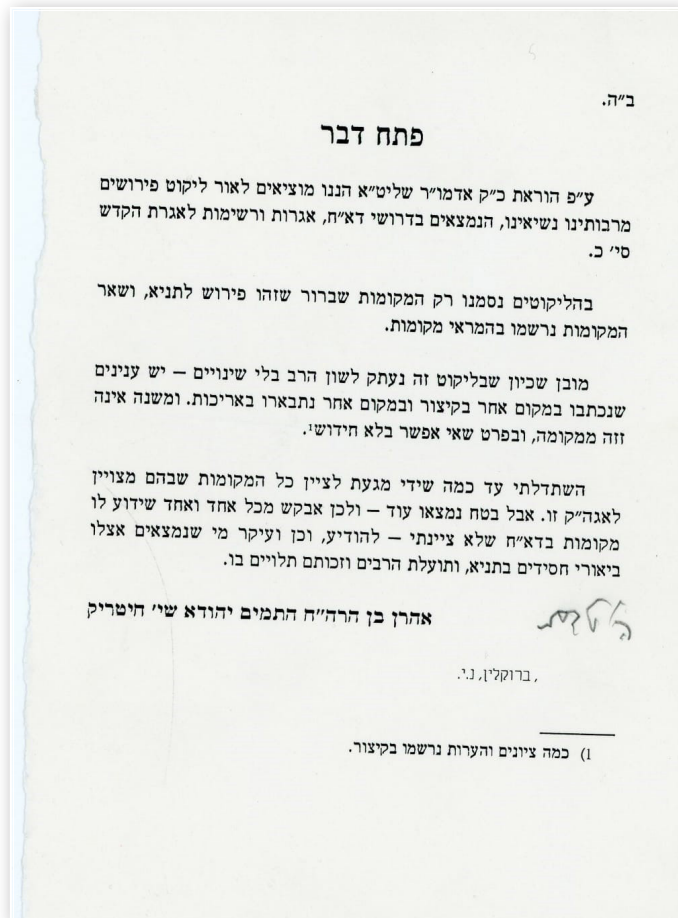 ב״ה.
פתח דבר
ע״פ הוראת כ״ק אדמו״ר שליט״א הננו מוציאים לאור ליקוט פירושים
מרבותינו נשיאינו, הנמצאים בדרושי דא״ח, אגרות ורשימות לאגרת הקדש
סי׳ כ.
בהליקוטים נסמנו רק המקומות שברור שזהו פירוש לתניא, ושאר
המקומות נרשמו בהמראי מקומות.
מובן שכיון שבליקוט זה נעתק לשון הרב בלי שינויים – יש ענינים
שנכתבו במקום אחר בקיצור ובמקום אחר נתבארו באריכות. ומשנה אינה
זזה ממקומה, ובפרט שאי אפשר בלא חידוש¹.
השתדלתי עד כמה שידי מגעת לציין כל המקומות שבהם מצויין
לאגה״ק זו. אבל בטח נמצאו עוד – ולכן אבקש מכל אחד ואחד שידוע לו
מקומות בדא״ח שלא ציינתי – להודיע, וכן ועיקר מי שנמצאים אצלו
ביאורי חסידים בתניא, ותועלת הרבים וזכותם תלויים בו.
אהרן בן הרה״ח התמים יהודא שי׳ חיטריק
, ברוקלין, נ.י.
1) כמה ציונים והערות נרשמו בקיצור.